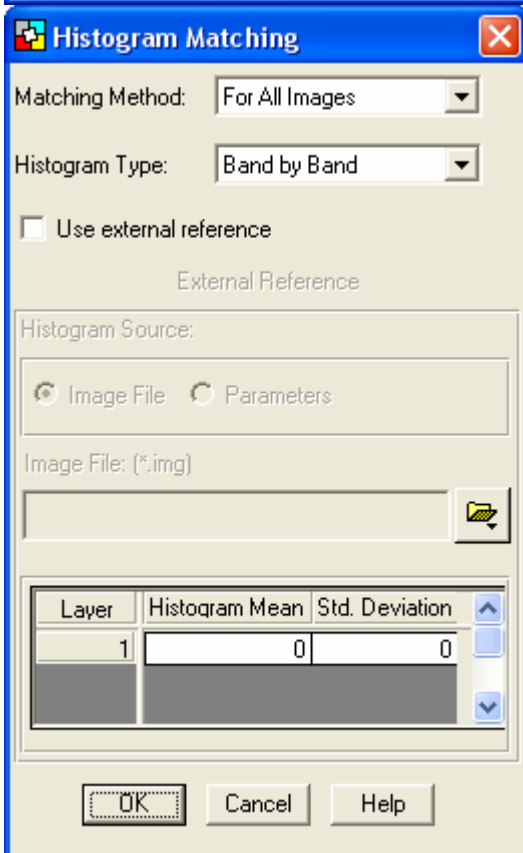 Histogram Matching
Matching Method: For All Images
Histogram Type: Band by Band
Use external reference
External Reference
Histogram Source:
Image File Parameters
Image File: (*.img)
Layer Histogram Mean Std. Deviation
1 0 0
OK Cancel Help